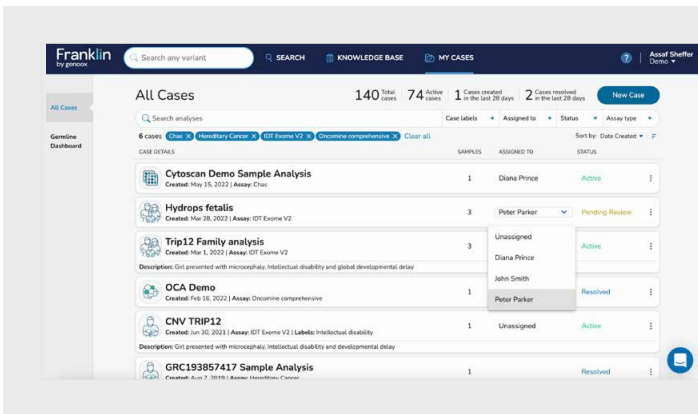 Franklin
by genoox
Search any variant
SEARCH
KNOWLEDGE BASE
MY CASES
?
Assaf Sheffer
Demo
All Cases
Germline
Dashboard
All Cases
140 Total cases
74 Active cases
1 Cases created in the last 28 days
2 Cases resolved in the last 28 days
New Case
Search analyses
Case labels
Assigned to
Status
Assay type
6 cases Chas X Hereditary Cancer X IDT Exome V2 X Oncomine comprehensive X Clear all
Sort by: Date Created
CASE DETAILS SAMPLES ASSIGNED TO STATUS
Cytoscan Demo Sample Analysis
Created: May 15, 2022 | Assay: Chas
1 Diana Prince Active
Hydrops fetalis
Created: Mar 28, 2022 | Assay: IDT Exome V2
3 Peter Parker Pending Review
Unassigned
Diana Prince
John Smith
Peter Parker
Trip12 Family analysis
Created: Mar 1, 2022 | Assay: IDT Exome V2
3 Active
Description: Girl presented with microcephaly, Intellectual disability and global developmental delay
OCA Demo
Created: Feb 16, 2022 | Assay: Oncomine comprehensive
1 Resolved
CNV TRIP12
Created: Jun 30, 2021 | Assay: IDT Exome V2 | Labels: Intellectual disability
1 Unassigned Active
Description: Girl presented with microcephaly, Intellectual disability and developmental delay
GRC193857417 Sample Analysis
Created: Aug 7, 2019 | Assay: Hereditary Cancer
1 Resolved